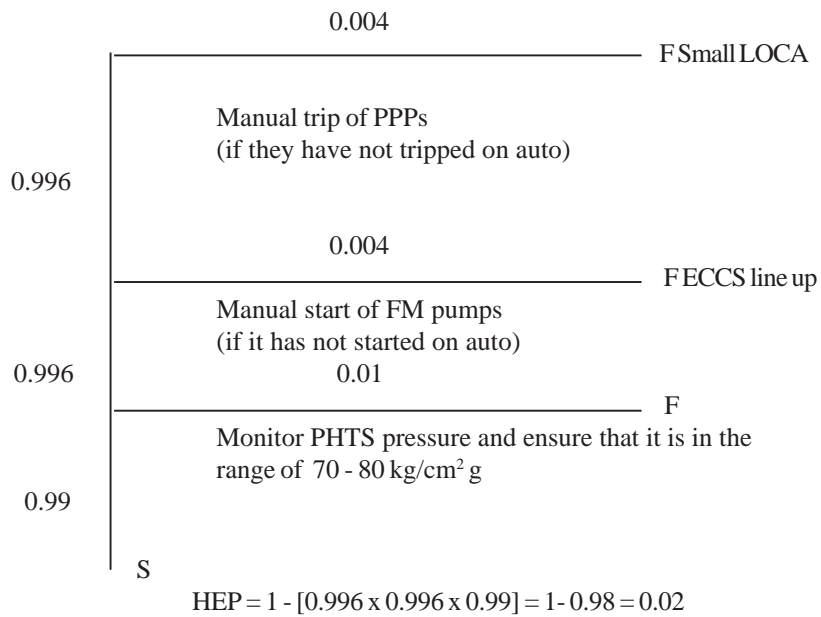 0.004
F Small LOCA
Manual trip of PPPs
(if they have not tripped on auto)
0.996
0.004
F ECCS line up
Manual start of FM pumps
(if it has not started on auto)
0.996
0.01
F
Monitor PHTS pressure and ensure that it is in the
range of 70 - 80 kg/cm² g
0.99
S
HEP = 1 - [0.996 x 0.996 x 0.99] = 1- 0.98 = 0.02